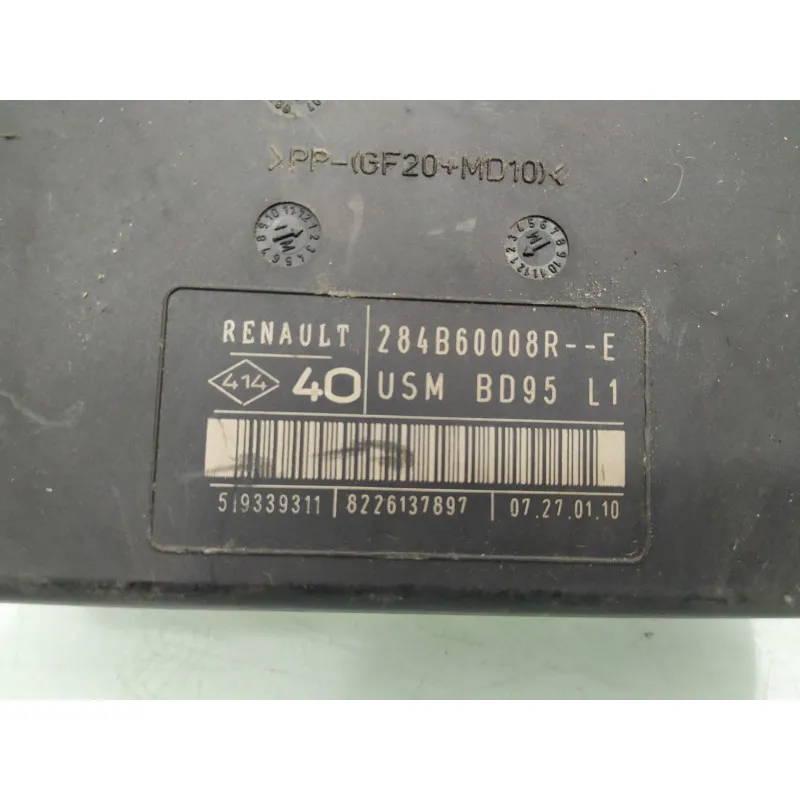 >PP-(GF20+MD10)<
RENAULT 284B60008R--E
414 40 USM BD95 L1
519339311 8226137897 07.27.01.10